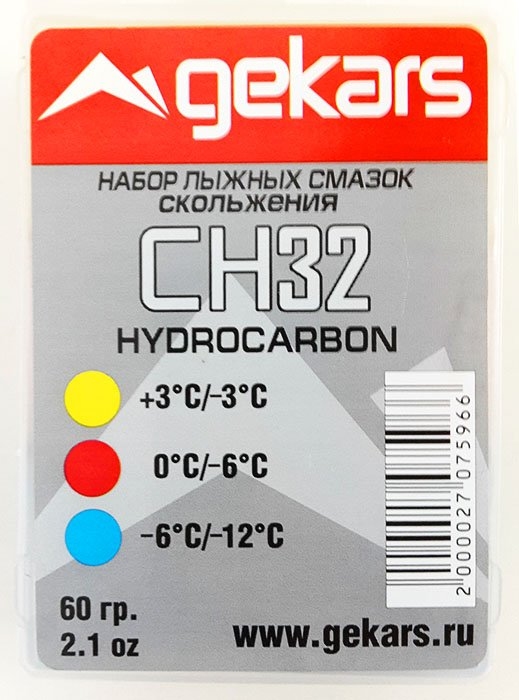 gekars
НАБОР ЛЫЖНЫХ СМАЗОК
СКОЛЬЖЕНИЯ
CH32
HYDROCARBON
+3°C/-3°C
0°C/-6°C
-6°C/-12°C
2000027075966
60 гр.
2.1 oz
www.gekars.ru